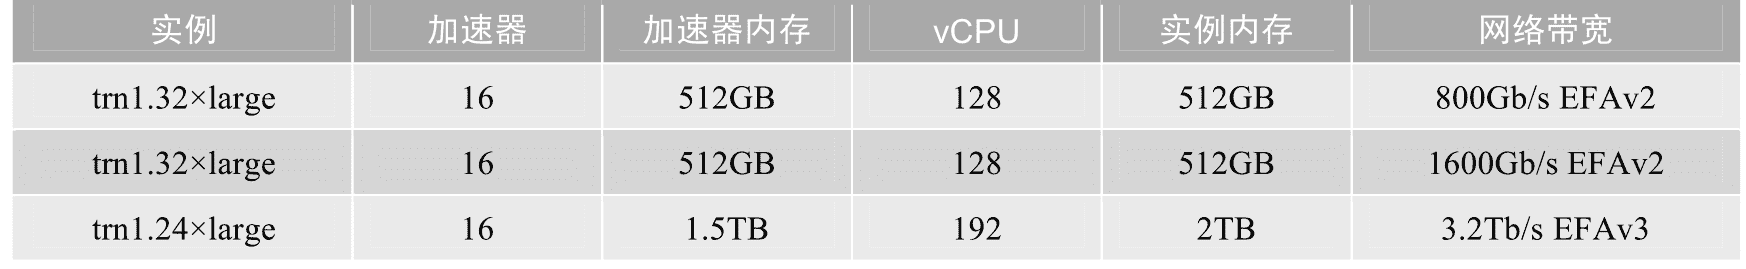 实例 加速器 加速器内存 vCPU 实例内存 网络带宽
trn1.32×large 16 512GB 128 512GB 800Gb/s EFAv2
trn1.32×large 16 512GB 128 512GB 1600Gb/s EFAv2
trn1.24×large 16 1.5TB 192 2TB 3.2Tb/s EFAv3